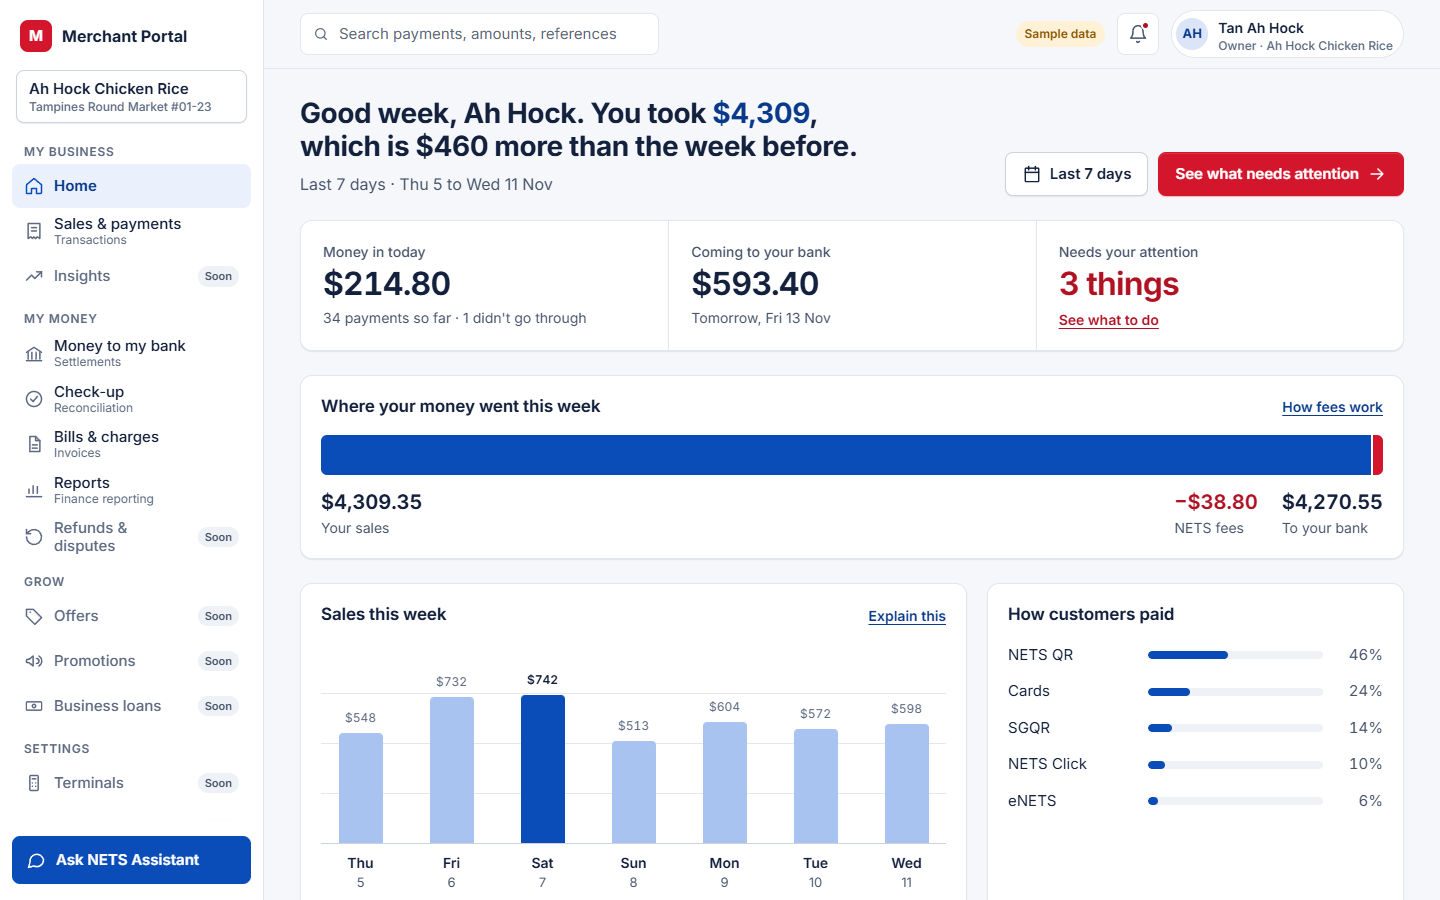 M
Merchant Portal
Ah Hock Chicken Rice
Tampines Round Market #01-23
MY BUSINESS
Home
Sales & payments
Transactions
Insights
Soon
MY MONEY
Money to my bank
Settlements
Check-up
Reconciliation
Bills & charges
Invoices
Reports
Finance reporting
Refunds &
disputes
Soon
GROW
Offers
Soon
Promotions
Soon
Business loans
Soon
SETTINGS
Terminals
Soon
Ask NETS Assistant
Search payments, amounts, references
Sample data
AH
Tan Ah Hock
Owner · Ah Hock Chicken Rice
Good week, Ah Hock. You took $4,309,
which is $460 more than the week before.
Last 7 days · Thu 5 to Wed 11 Nov
Last 7 days
See what needs attention
Money in today
$214.80
34 payments so far · 1 didn't go through
Coming to your bank
$593.40
Tomorrow, Fri 13 Nov
Needs your attention
3 things
See what to do
Where your money went this week
How fees work
$4,309.35
Your sales
−$38.80
NETS fees
$4,270.55
To your bank
Sales this week
Explain this
$548
$732
$742
$513
$604
$572
$598
Thu
Fri
Sat
Sun
Mon
Tue
Wed
5
6
7
8
9
10
11
How customers paid
NETS QR
46%
Cards
24%
SGQR
14%
NETS Click
10%
eNETS
6%